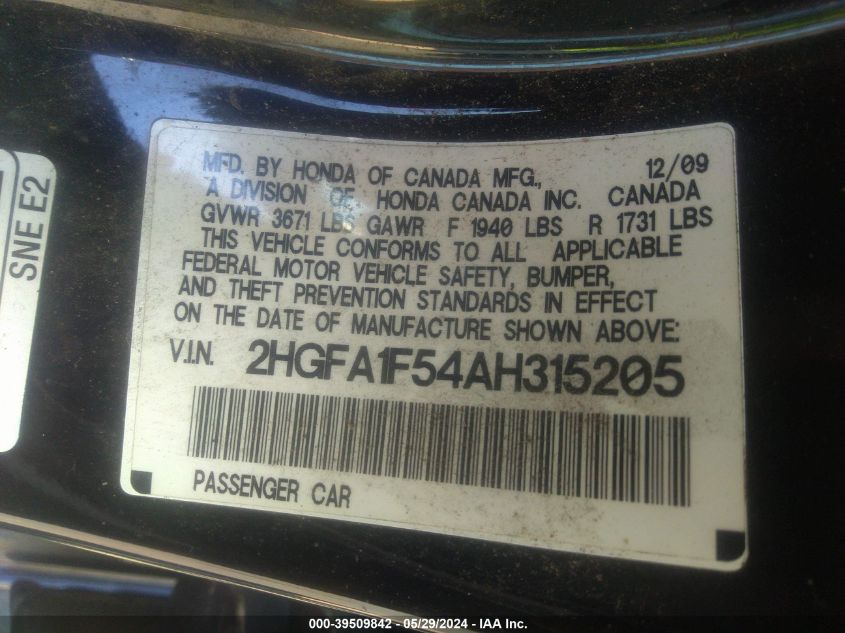 SNE E2
MFD. BY HONDA OF CANADA MFG., 12/09
A DIVISION OF HONDA CANADA INC. CANADA
GVWR 3671 LBS GAWR F 1940 LBS R 1731 LBS
THIS VEHICLE CONFORMS TO ALL APPLICABLE
FEDERAL MOTOR VEHICLE SAFETY, BUMPER,
AND THEFT PREVENTION STANDARDS IN EFFECT
ON THE DATE OF MANUFACTURE SHOWN ABOVE:
V.I.N. 2HGFA1F54AH315205
PASSENGER CAR
000-39509842 - 05/29/2024 - IAA Inc.